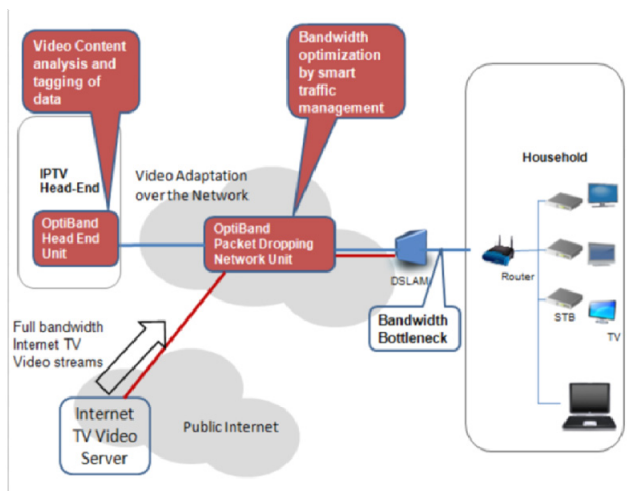 Video Content
analysis and
tagging of
data
Bandwidth
optimization
by smart
traffic
management
IPTV
Head-End
Video Adaptation
over the Network
Household
OptiBand
Head End
Unit
OptiBand
Packet Dropping
Network Unit
DSLAM
Router
Bandwidth
Bottleneck
STB
TV
Full bandwidth
Internet TV
Video streams
Internet
TV Video
Server
Public Internet